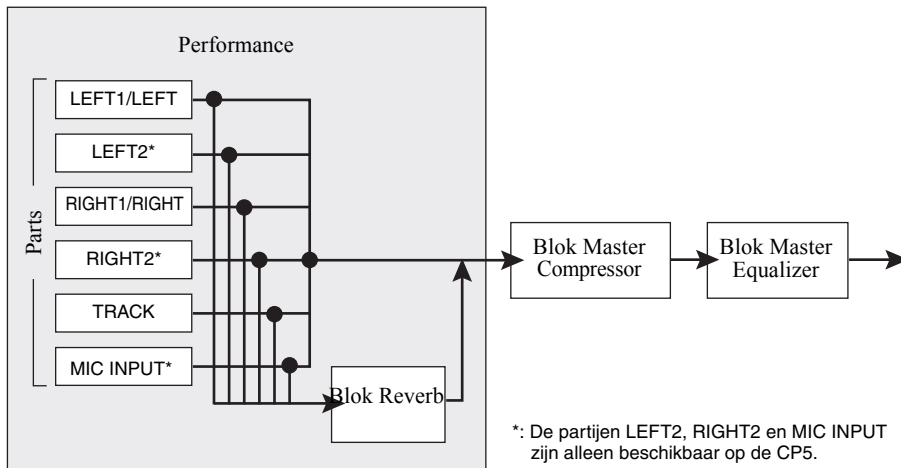 Performance
Parts
LEFT1/LEFT
LEFT2*
RIGHT1/RIGHT
RIGHT2*
TRACK
MIC INPUT*
Blok Reverb
Blok Master
Compressor
Blok Master
Equalizer
*: De partijen LEFT2, RIGHT2 en MIC INPUT
zijn alleen beschikbaar op de CP5.